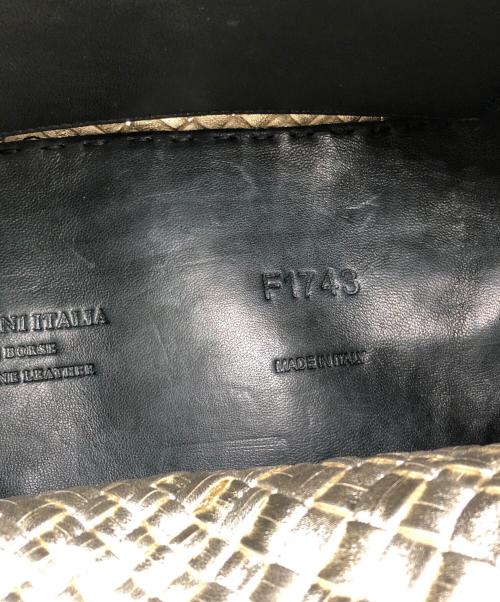 NI ITALIA
BORSE
NE LEATHER
F1743
MADE IN ITALY